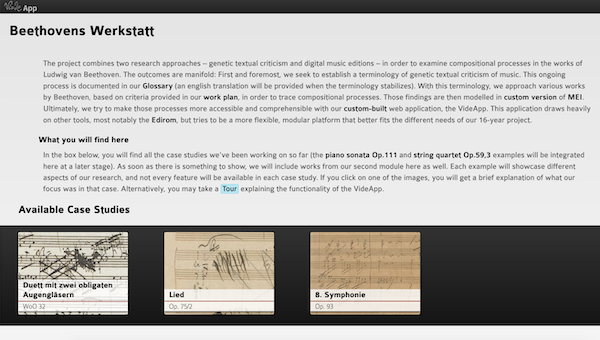 Vide App
Beethovens Werkstatt
The project combines two research approaches – genetic textual criticism and digital music editions – in order to examine compositional processes in the works of
Ludwig van Beethoven. The outcomes are manifold: First and foremost, we seek to establish a terminology of genetic textual criticism of music. This ongoing
process is documented in our Glossary (an english translation will be provided when the terminology stabilizes). With this terminology, we approach various works
by Beethoven, based on criteria provided in our work plan, in order to trace compositional processes. Those findings are then modelled in custom version of MEI.
Ultimately, we try to make those processes more accessible and comprehensible with our custom-built web application, the VideApp. This application draws heavily
on other tools, most notably the Edirom, but tries to be a more flexible, modular platform that better fits the different needs of our 16-year project.
What you will find here
In the box below, you will find all the case studies we've been working on so far (the piano sonata Op.111 and string quartet Op.59,3 examples will be integrated
here at a later stage). As soon as there is something to show, we will include works from our second module here as well. Each example will showcase different
aspects of our research, and not every feature will be available in each case study. If you click on one of the images, you will get a brief explanation of what our
focus was in that case. Alternatively, you may take a Tour explaining the functionality of the VideApp.
Available Case Studies
Duett mit zwei obligaten
Augengläsern
WoO 32
Lied
Op. 75/2
8. Symphonie
Op. 93